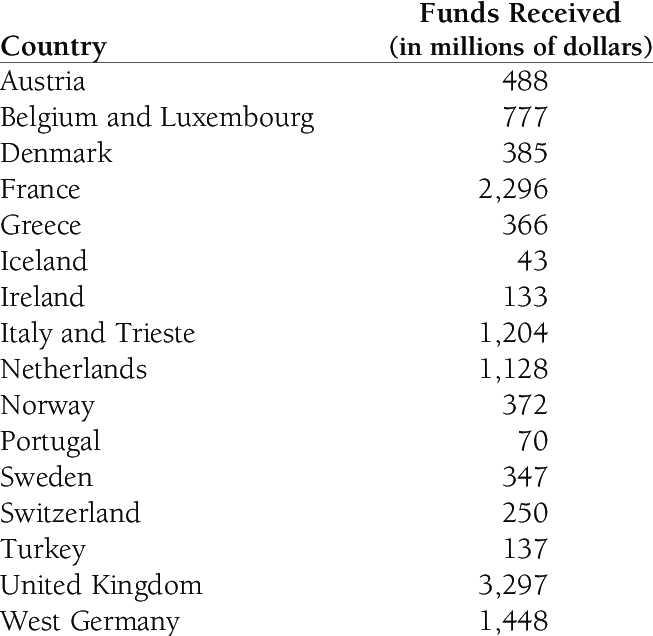 Funds Received
Country (in millions of dollars)
Austria 488
Belgium and Luxembourg 777
Denmark 385
France 2,296
Greece 366
Iceland 43
Ireland 133
Italy and Trieste 1,204
Netherlands 1,128
Norway 372
Portugal 70
Sweden 347
Switzerland 250
Turkey 137
United Kingdom 3,297
West Germany 1,448